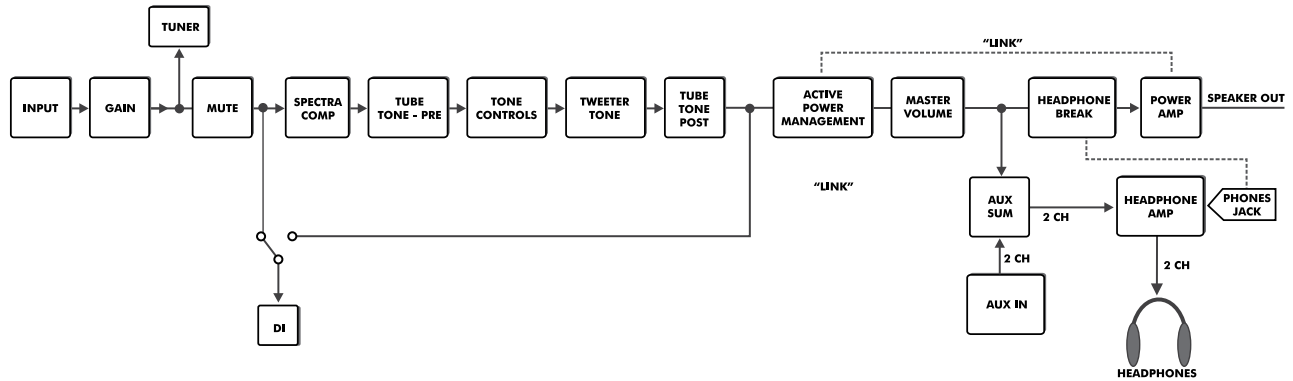 TUNER
"LINK"
INPUT
GAIN
MUTE
SPECTRA
COMP
TUBE
TONE - PRE
TONE
CONTROLS
TWEETER
TONE
TUBE
TONE
POST
ACTIVE
POWER
MANAGEMENT
MASTER
VOLUME
HEADPHONE
BREAK
POWER
AMP
SPEAKER OUT
"LINK"
AUX
SUM
2 CH
HEADPHONE
AMP
PHONES
JACK
2 CH
2 CH
AUX IN
DI
HEADPHONES